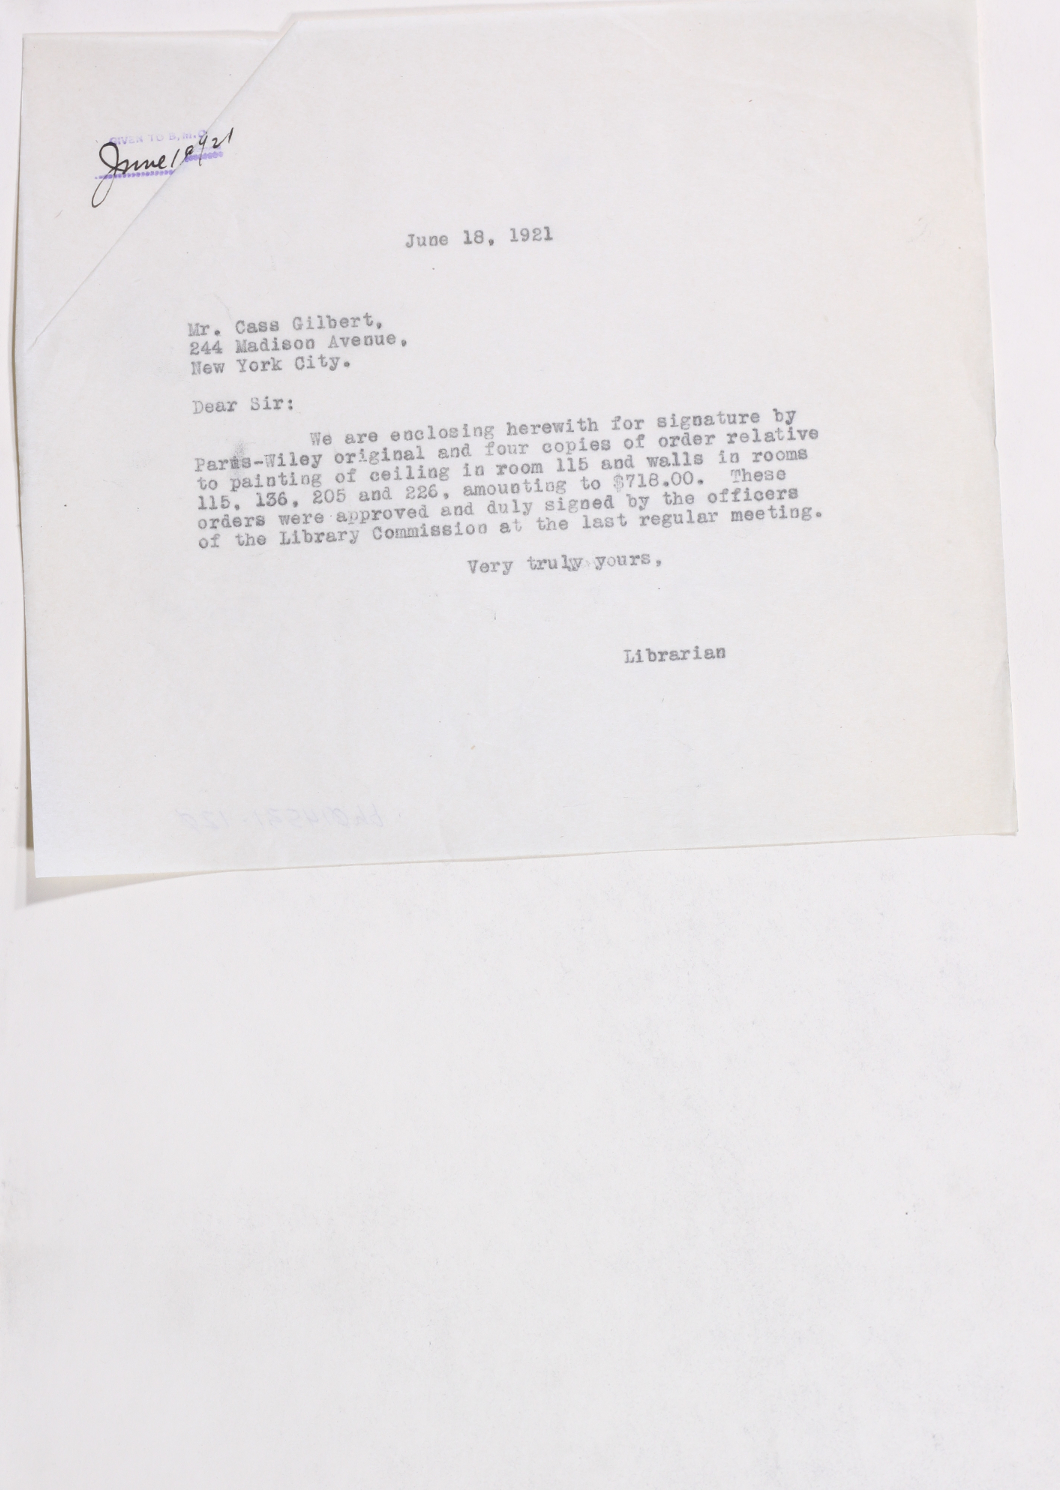 GIVEN TO
June
June 18, 1921
Mr. Cass Gilbert,
244 Madison Avenue,
New York City.
Dear Sir:
We are enclosing herewith for signature by
Paris-Wiley original and four copies of order relative
to painting of ceiling in room 115 and walls in rooms
115, 136, 205 and 226, amounting to $718.00. These
orders were approved and duly signed by the officers
of the Library Commission at the last regular meeting.
Very truly yours,
Librarian